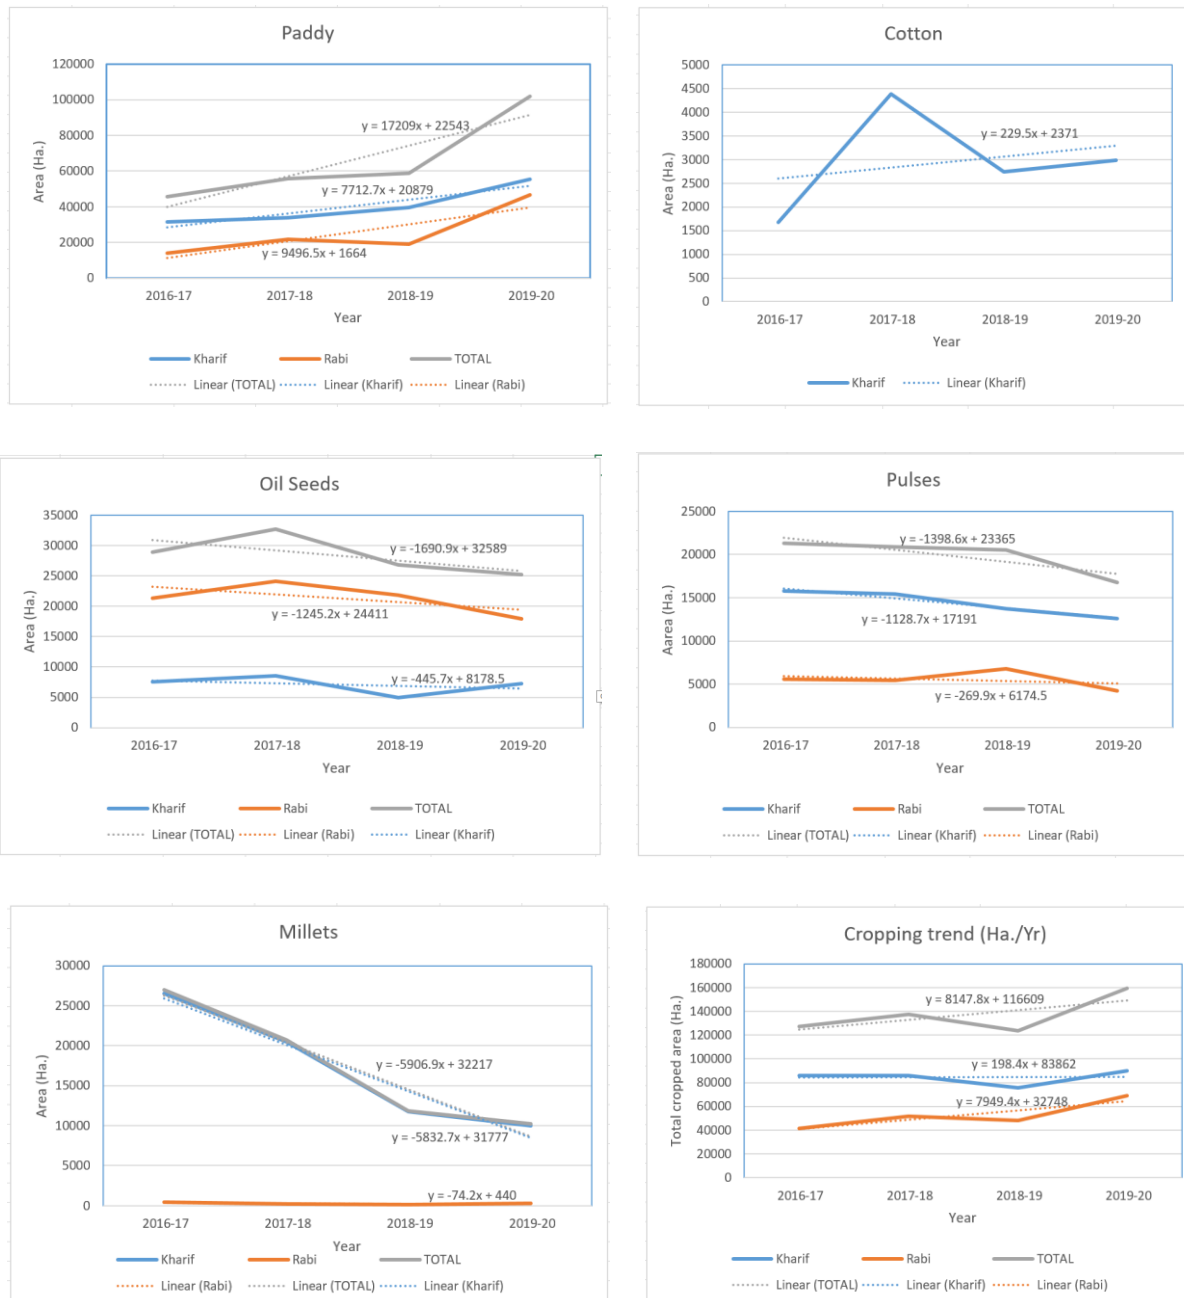 Paddy
120000
100000
80000
60000
40000
20000
0
Area (Ha.)
y = 17209x + 22543
y = 7712.7x + 20879
y = 9496.5x + 1664
2016-17 2017-18 2018-19 2019-20
Year
Kharif Rabi TOTAL
Linear (TOTAL) Linear (Kharif) Linear (Rabi)
Cotton
5000
4500
4000
3500
3000
2500
2000
1500
1000
500
0
Area (Ha.)
y = 229.5x + 2371
2016-17 2017-18 2018-19 2019-20
Year
Kharif Linear (Kharif)
Oil Seeds
35000
30000
25000
20000
15000
10000
5000
0
Area (Ha.)
y = -1690.9x + 32589
y = -1245.2x + 24411
y = -445.7x + 8178.5
2016-17 2017-18 2018-19 2019-20
Year
Kharif Rabi TOTAL
Linear (TOTAL) Linear (Rabi) Linear (Kharif)
Pulses
25000
20000
15000
10000
5000
0
Aarea (Ha.)
y = -1398.6x + 23365
y = -1128.7x + 17191
y = -269.9x + 6174.5
2016-17 2017-18 2018-19 2019-20
Year
Kharif Rabi TOTAL
Linear (TOTAL) Linear (Kharif) Linear (Rabi)
Millets
30000
25000
20000
15000
10000
5000
0
Area (Ha.)
y = -5906.9x + 32217
y = -5832.7x + 31777
y = -74.2x + 440
2016-17 2017-18 2018-19 2019-20
Year
Kharif Rabi TOTAL
Linear (Rabi) Linear (TOTAL) Linear (Kharif)
Cropping trend (Ha./Yr)
180000
160000
140000
120000
100000
80000
60000
40000
20000
0
Total cropped area (Ha.)
y = 8147.8x + 116609
y = 198.4x + 83862
y = 7949.4x + 32748
2016-17 2017-18 2018-19 2019-20
Year
Kharif Rabi TOTAL
Linear (TOTAL) Linear (Kharif) Linear (Rabi)